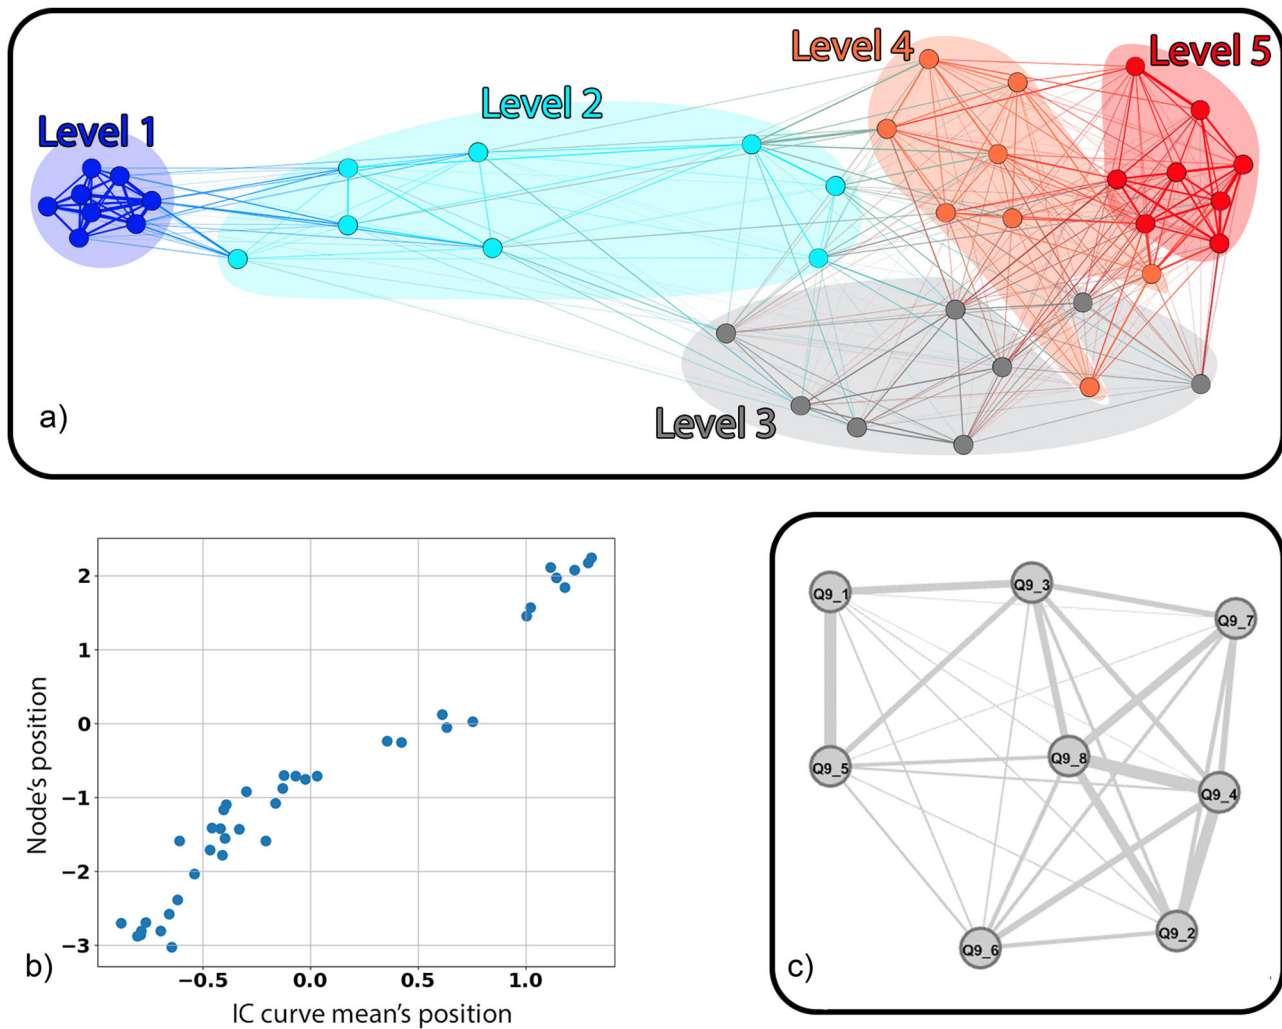 Level 1
Level 2
Level 4
Level 5
Level 3
a)
2
1
0
−1
−2
−3
−0.5 0.0 0.5 1.0
Node's position
IC curve mean's position
b)
Q9_1
Q9_3
Q9_7
Q9_8
Q9_5
Q9_4
Q9_2
Q9_6
c)